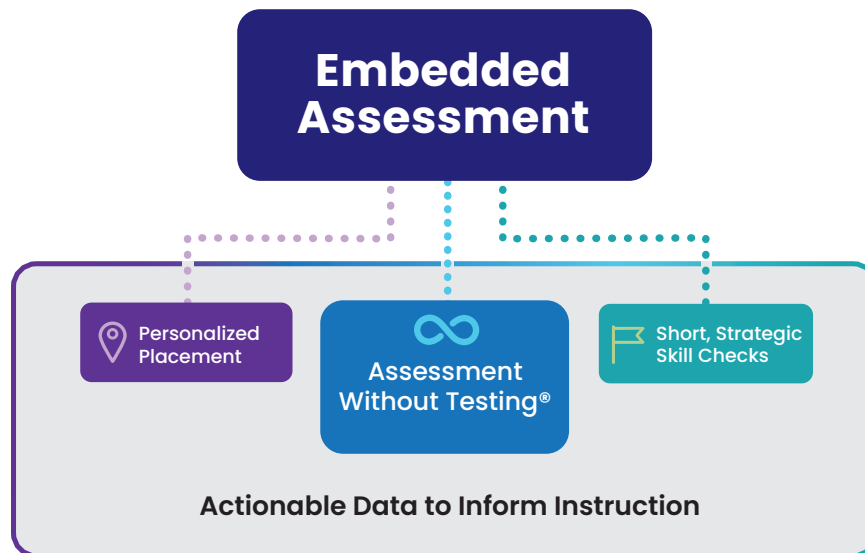 Embedded
Assessment
Personalized
Placement
Assessment
Without Testing®
Short, Strategic
Skill Checks
Actionable Data to Inform Instruction